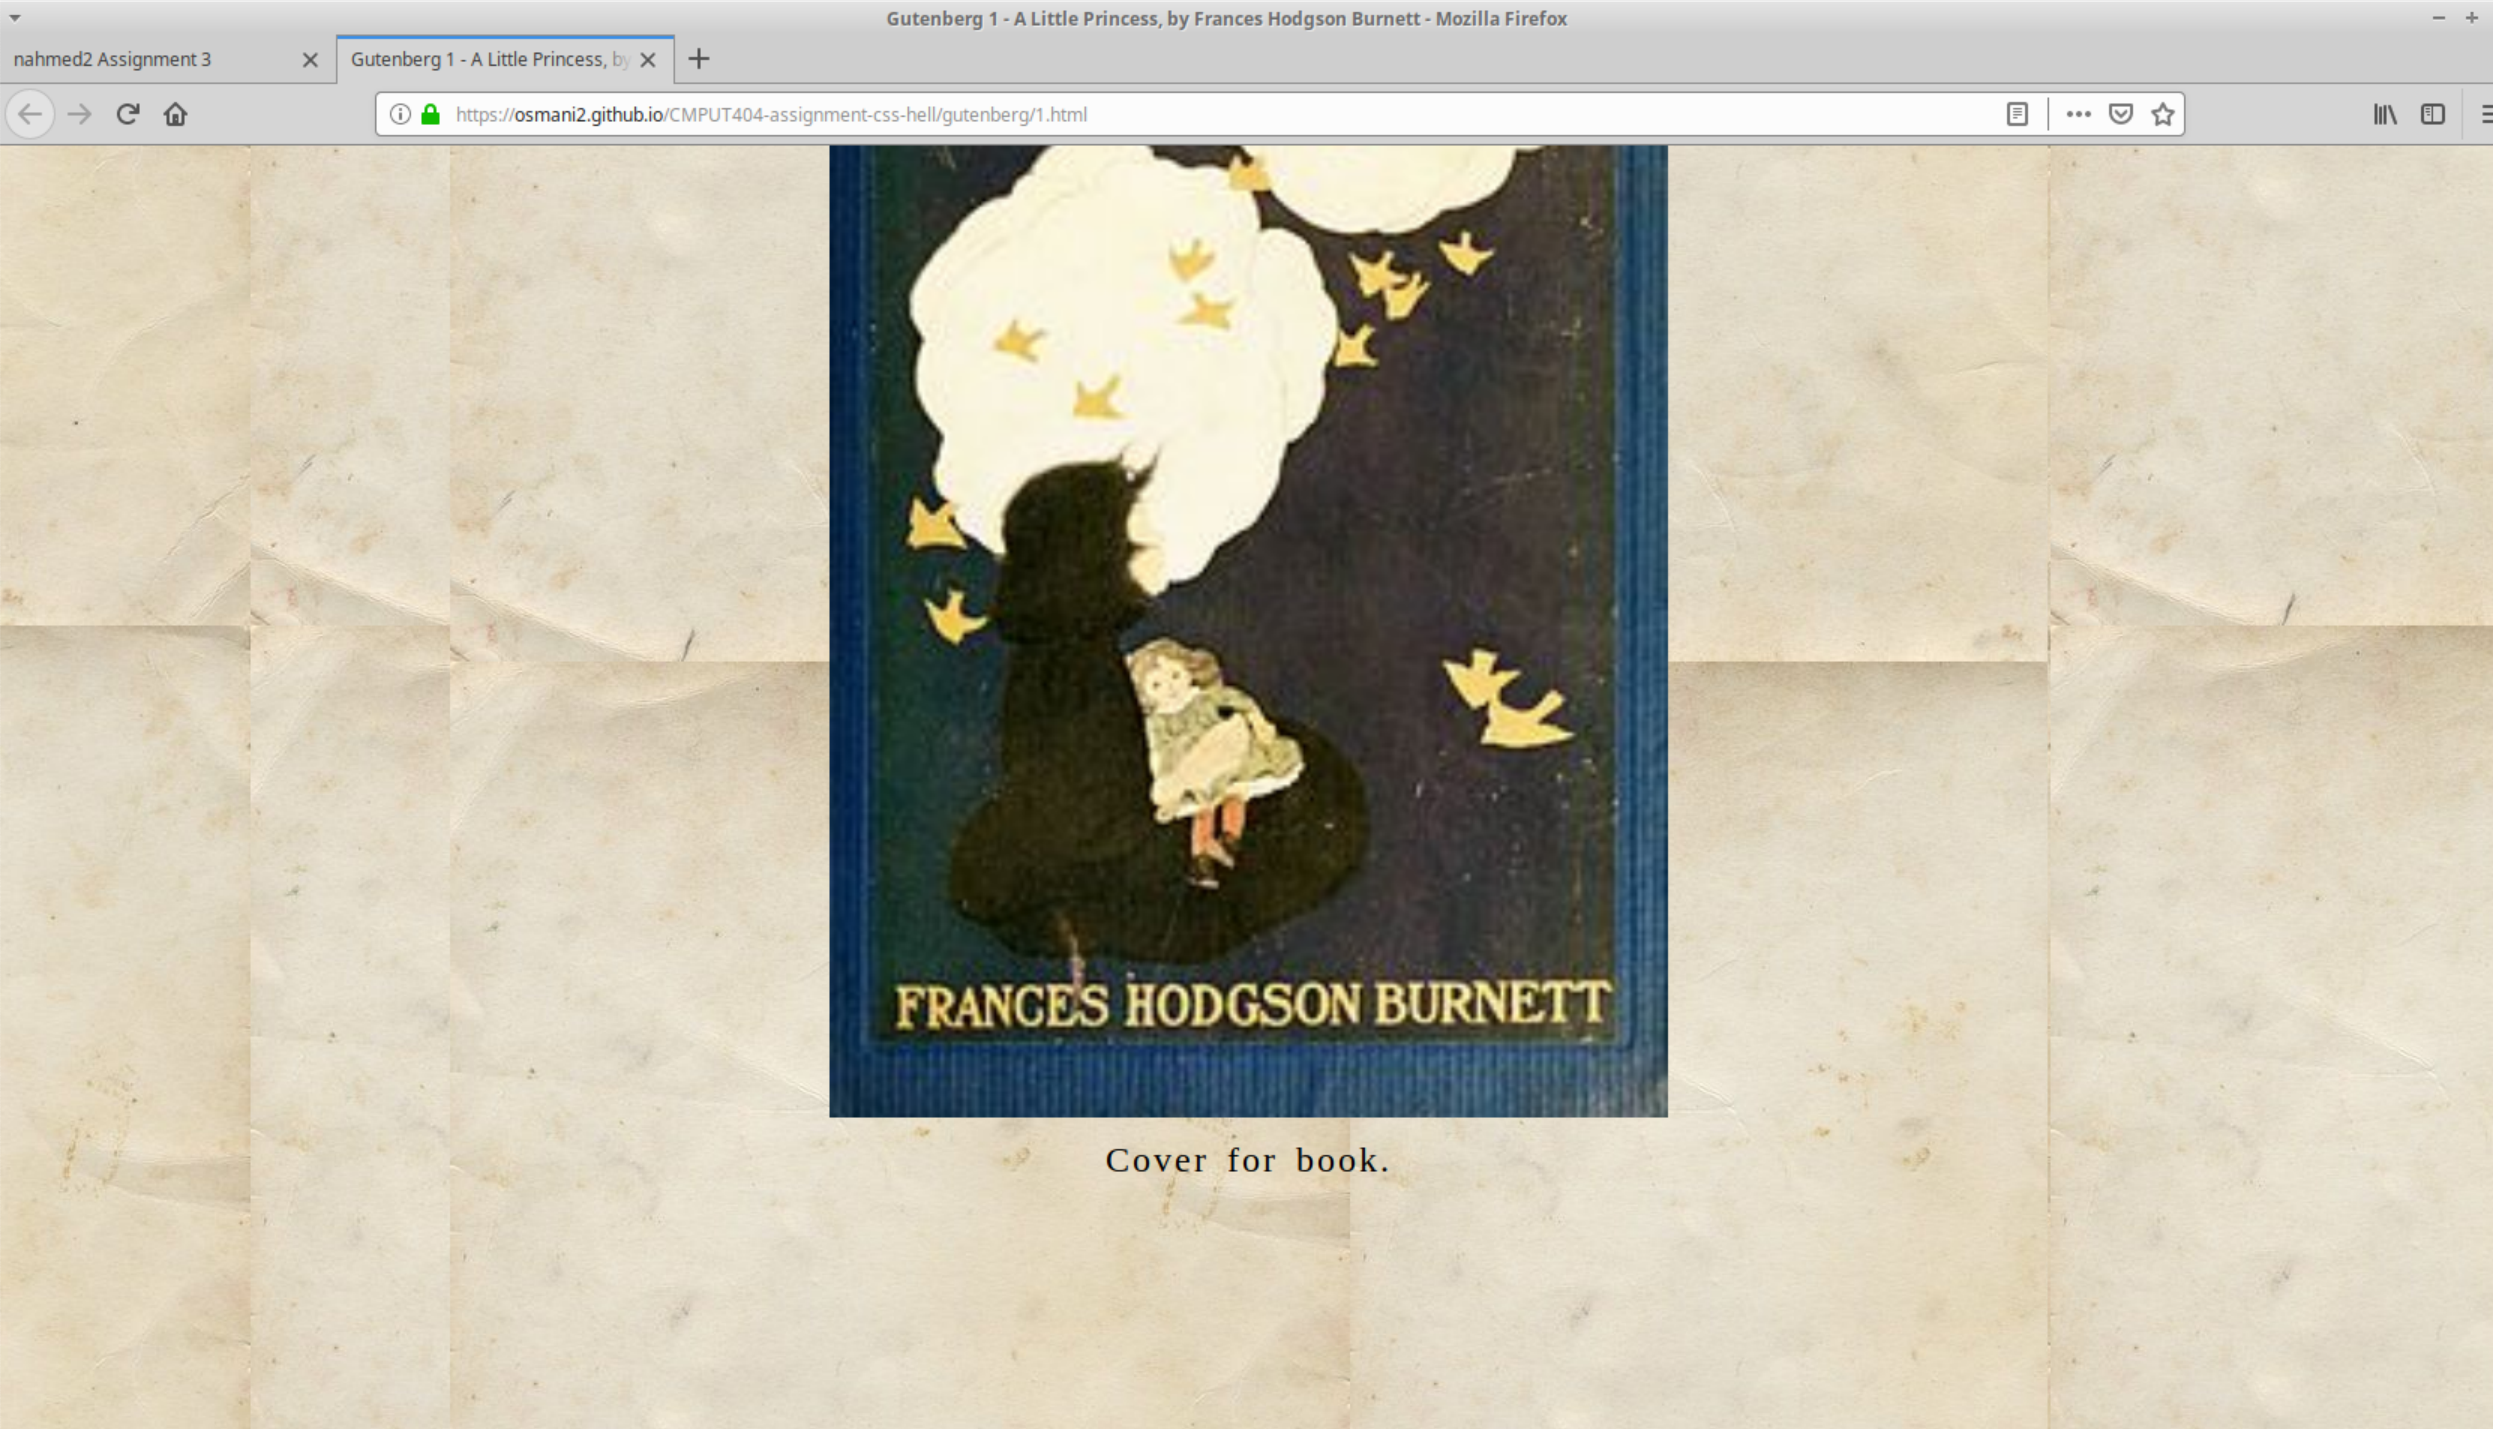 Gutenberg 1 - A Little Princess, by Frances Hodgson Burnett - Mozilla Firefox
nahmed2 Assignment 3
Gutenberg 1 - A Little Princess, by
https://osmani2.github.io/CMPUT404-assignment-css-hell/gutenberg/1.html
FRANCES HODGSON BURNETT
Cover for book.